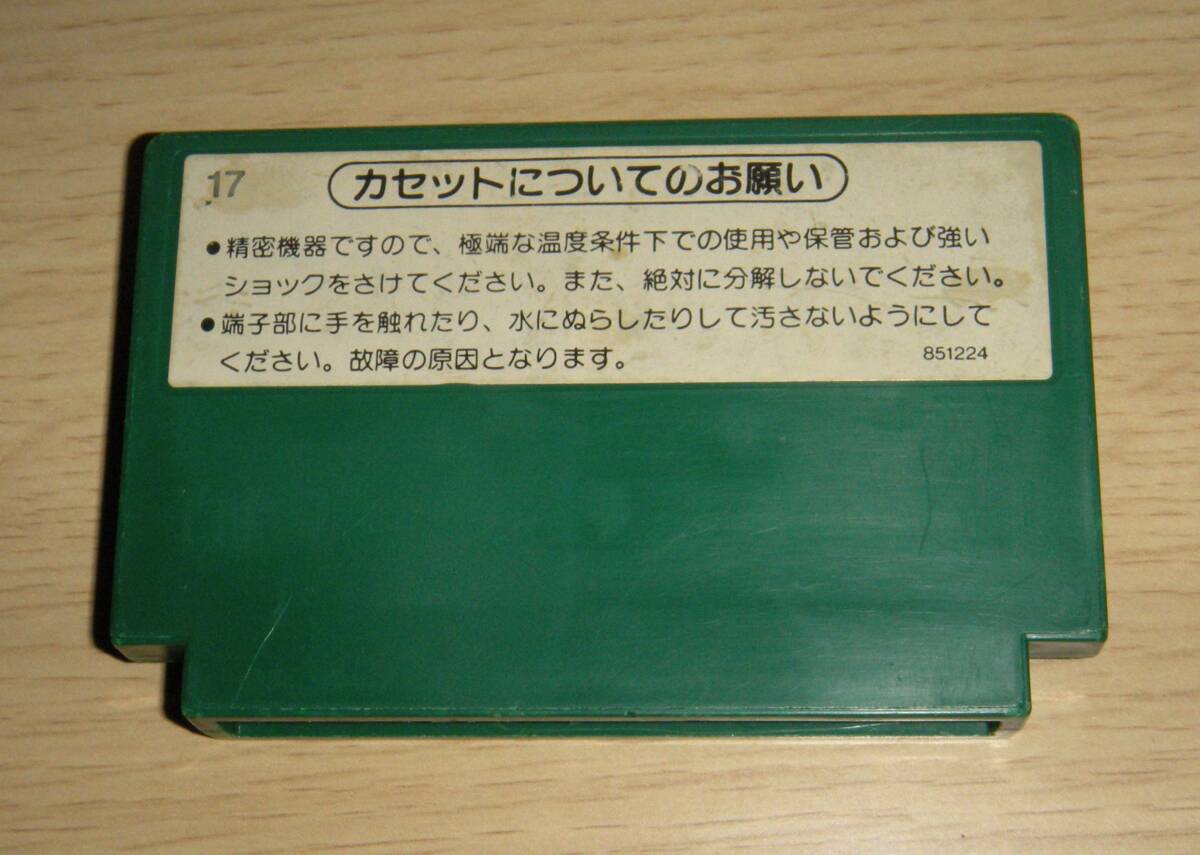 17
カセットについてのお願い
●精密機器ですので、極端な温度条件下での使用や保管および強い
ショックをさけてください。また、絶対に分解しないでください。
●端子部に手を触れたり、水にぬらしたりして汚さないようにして
ください。故障の原因となります。
851224